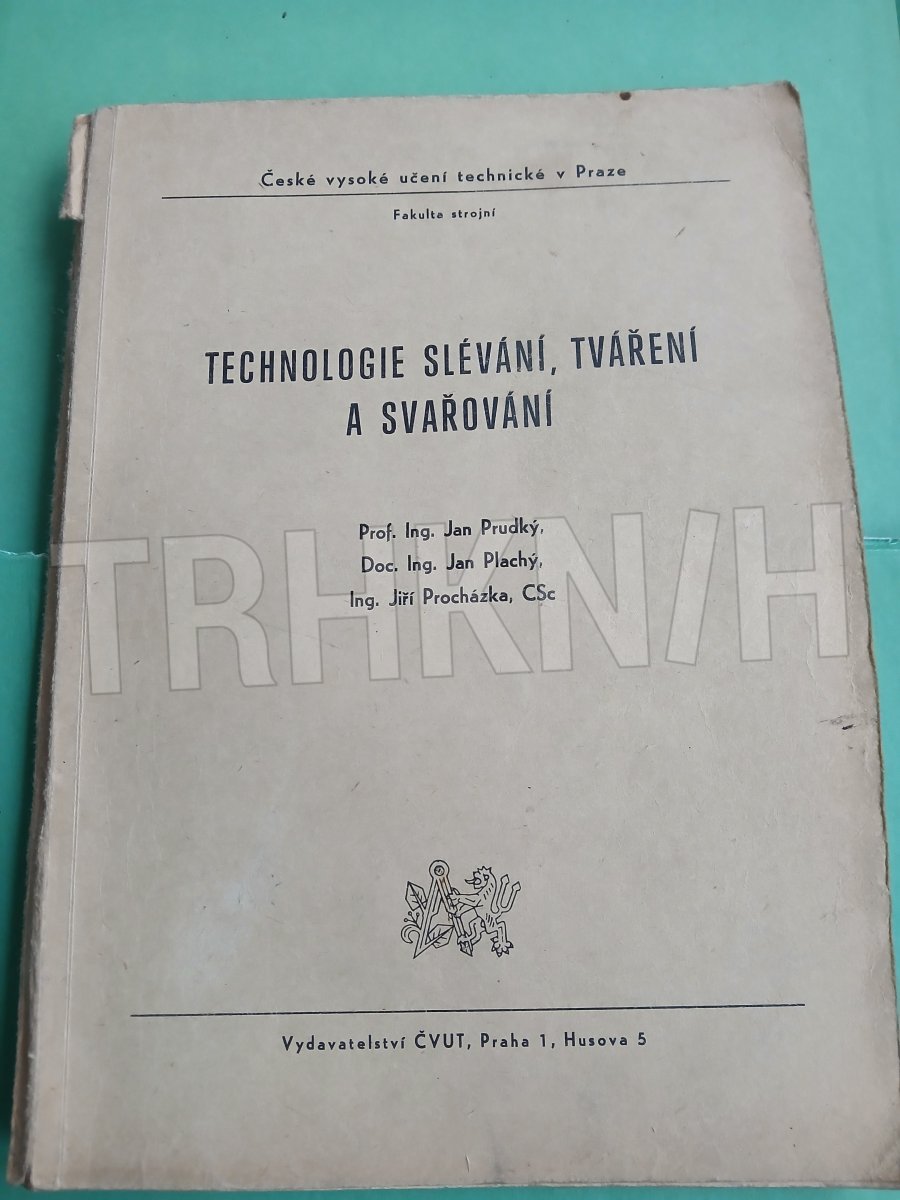 České vysoké učení technické v Praze
Fakulta strojní
TECHNOLOGIE SLÉVÁNÍ, TVÁŘENÍ
A SVAŘOVÁNÍ
Prof. Ing. Jan Prudký,
Doc. Ing. Jan Plachý,
Ing. Jiří Procházka, CSc
TRHKNIH
Vydavatelství ČVUT, Praha 1, Husova 5